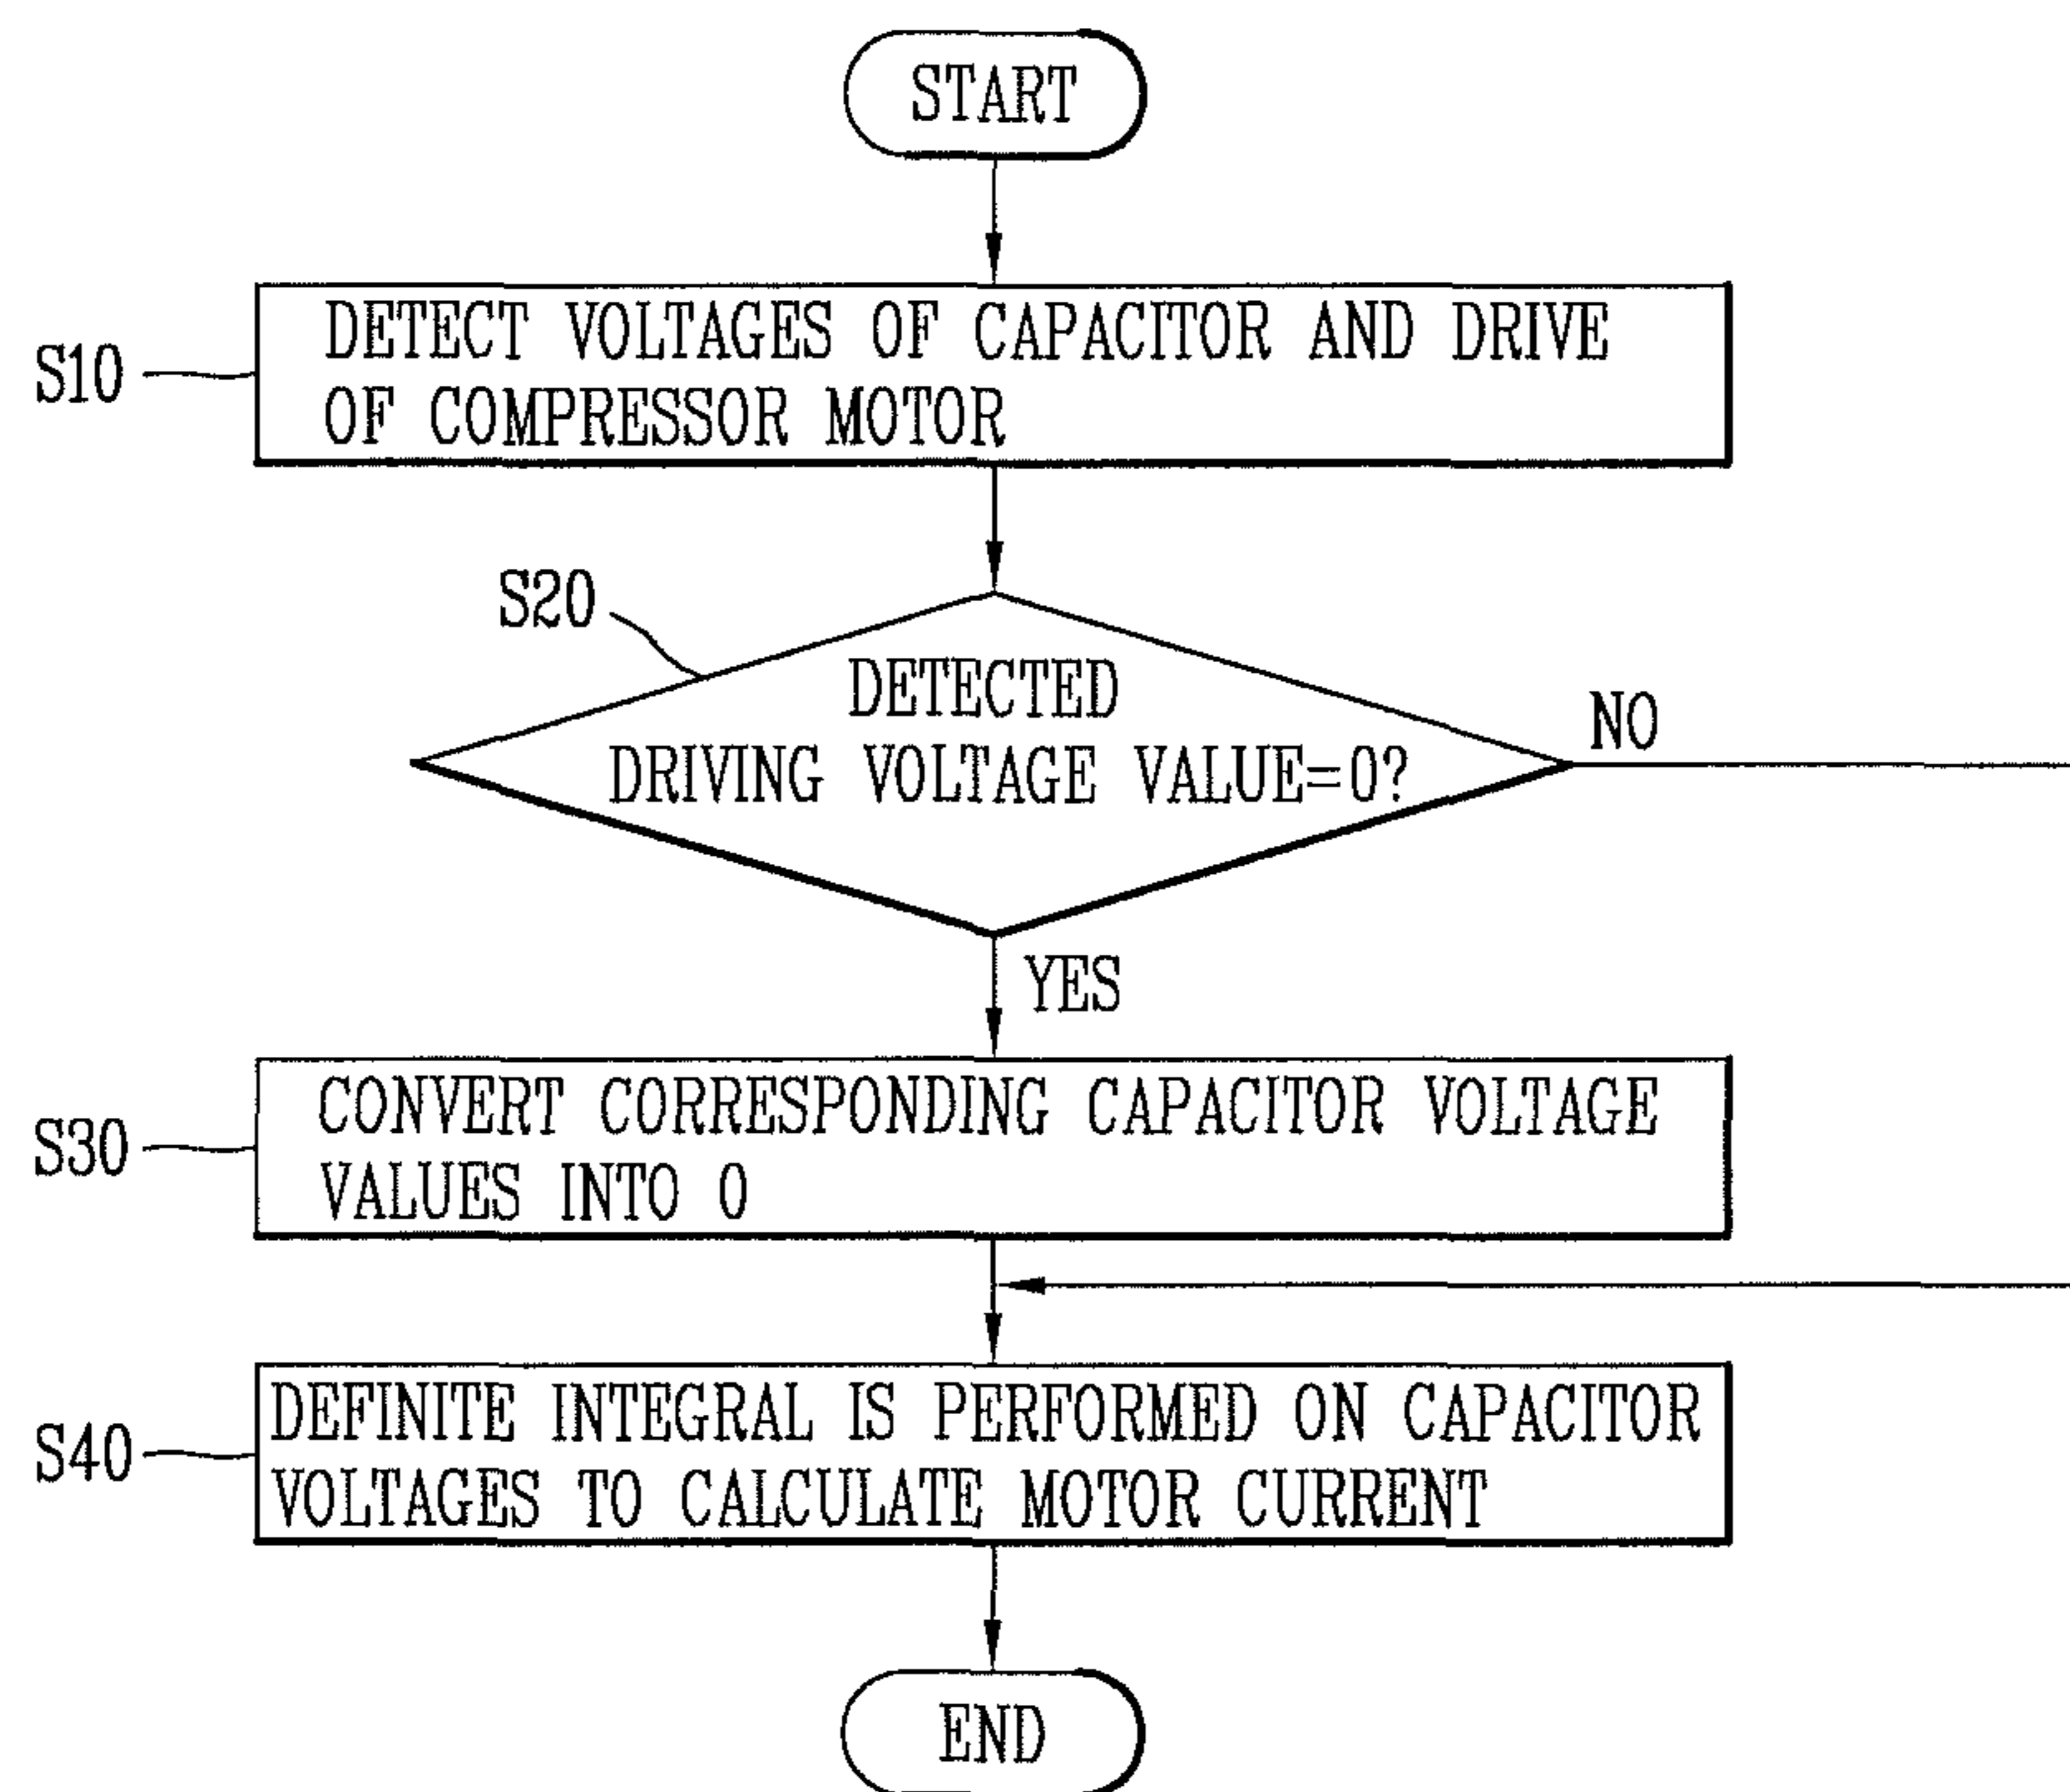 START
S10
DETECT VOLTAGES OF CAPACITOR AND DRIVE
OF COMPRESSOR MOTOR
S20
DETECTED
DRIVING VOLTAGE VALUE=0?
NO
YES
S30
CONVERT CORRESPONDING CAPACITOR VOLTAGE
VALUES INTO 0
S40
DEFINITE INTEGRAL IS PERFORMED ON CAPACITOR
VOLTAGES TO CALCULATE MOTOR CURRENT
END